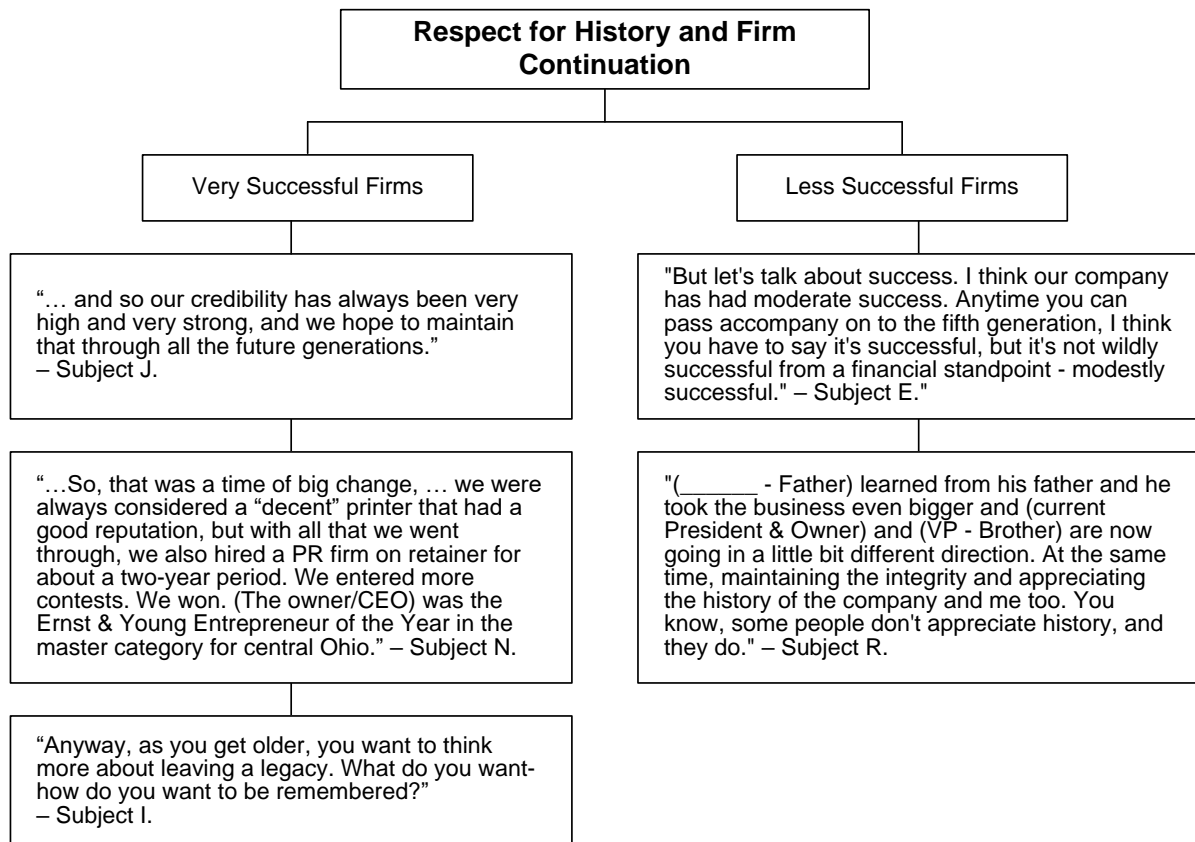 Respect for History and Firm
Continuation
Very Successful Firms
“… and so our credibility has always been very
high and very strong, and we hope to maintain
that through all the future generations.”
– Subject J.
“…So, that was a time of big change, … we were
always considered a “decent” printer that had a
good reputation, but with all that we went
through, we also hired a PR firm on retainer for
about a two-year period. We entered more
contests. We won. (The owner/CEO) was the
Ernst & Young Entrepreneur of the Year in the
master category for central Ohio.” – Subject N.
“Anyway, as you get older, you want to think
more about leaving a legacy. What do you want-
how do you want to be remembered?”
– Subject I.
Less Successful Firms
"But let's talk about success. I think our company
has had moderate success. Anytime you can
pass accompany on to the fifth generation, I think
you have to say it's successful, but it's not wildly
successful from a financial standpoint - modestly
successful." – Subject E."
"(______ - Father) learned from his father and he
took the business even bigger and (current
President & Owner) and (VP - Brother) are now
going in a little bit different direction. At the same
time, maintaining the integrity and appreciating
the history of the company and me too. You
know, some people don't appreciate history, and
they do." – Subject R.